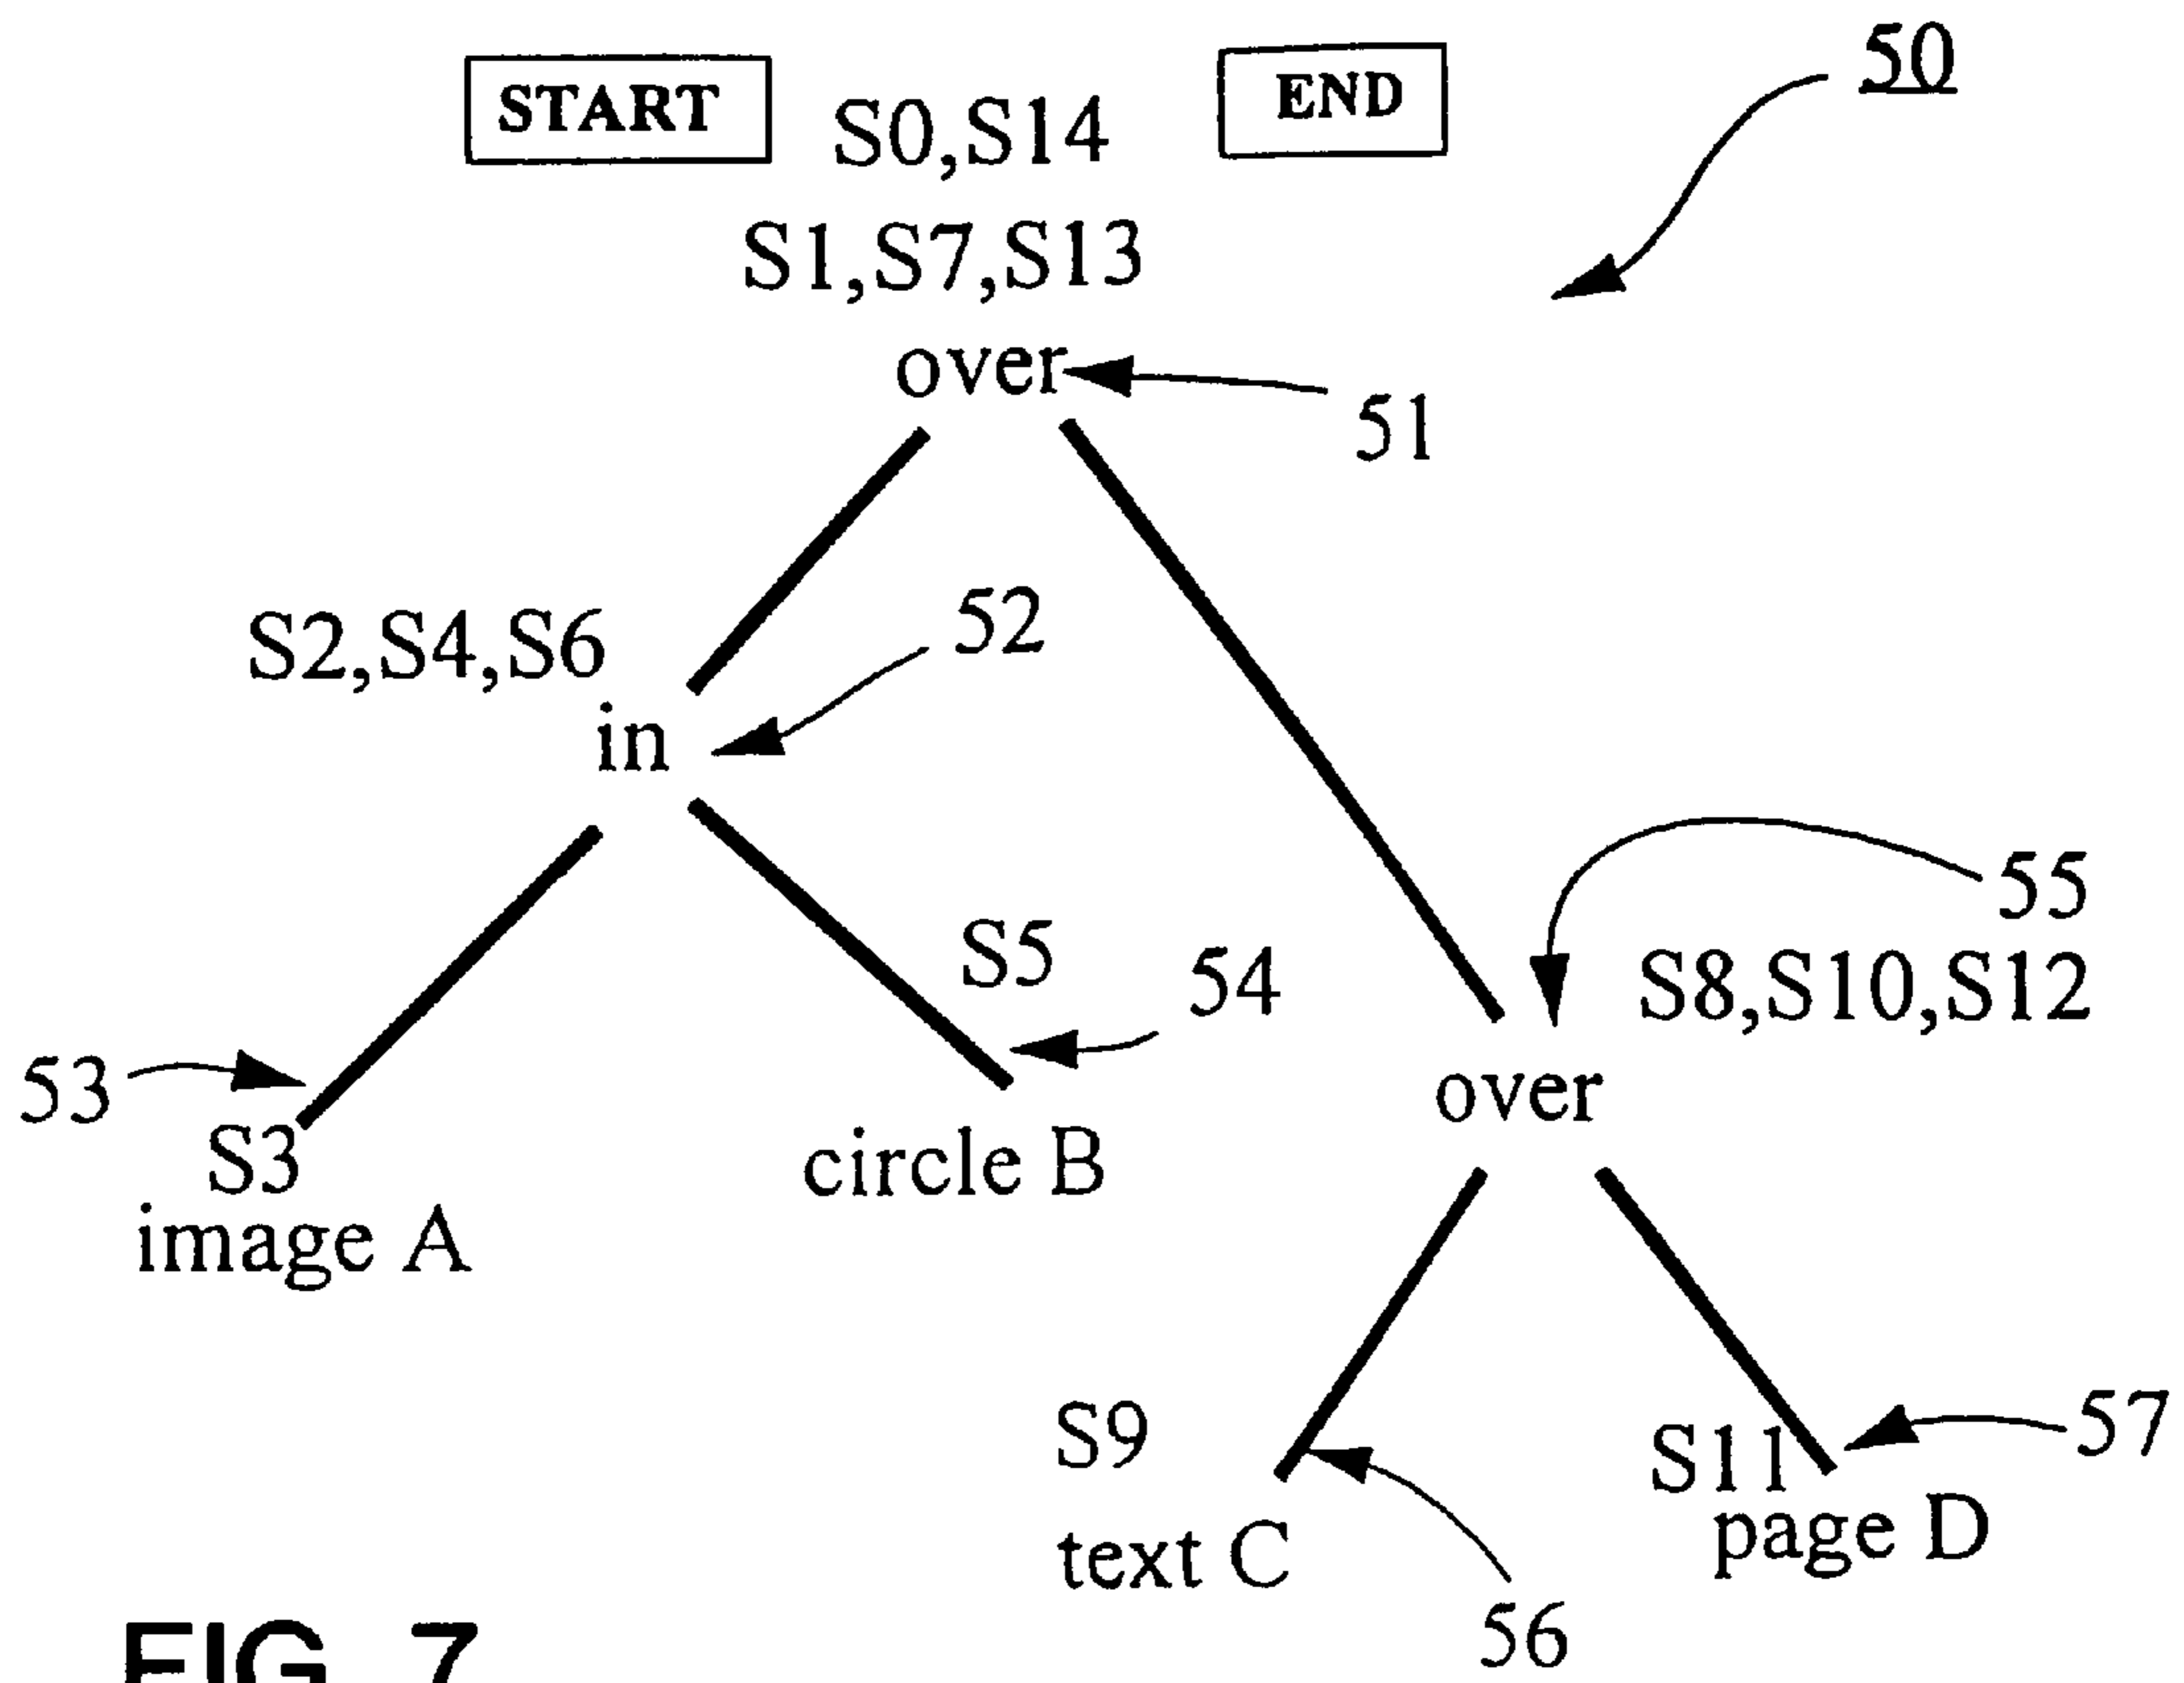 START
S0,S14
END
50
S1,S7,S13
over
51
S2,S4,S6
52
in
55
S5
54
S8,S10,S12
53
over
S3
circle B
image A
S9
S11
57
text C
page D
56
FIG. 7